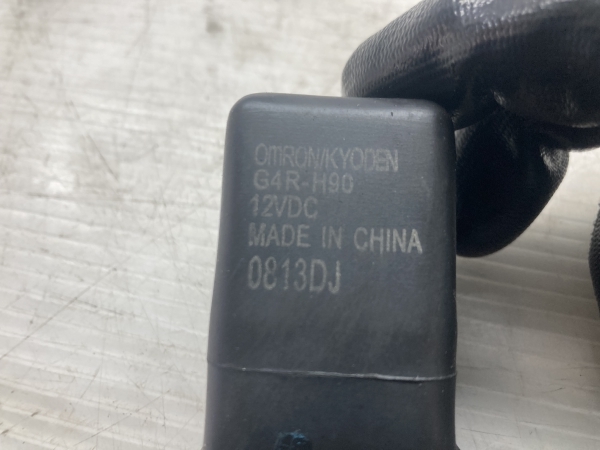 OMRON/KYODEN
G4R-H90
12VDC
MADE IN CHINA
0813DJ